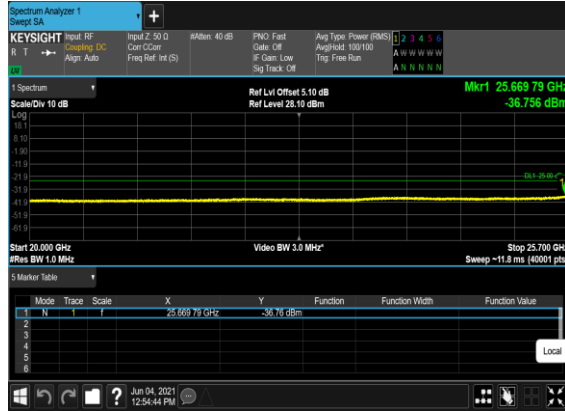 Spectrum Analyzer 1
Swept SA
+
KEYSIGHT Input: RF Input Z: 50 Ω #Atten: 40 dB PNO: Fast Avg Type: Power (RMS) 1 2 3 4 5 6
R T Coupling: DC Corr CCorr Gate: Off Avg|Hold: 100/100 A W W W W W
Align: Auto Freq Ref: Int (S) IF Gain: Low Trig: Free Run
Sig Track: Off A N N N N N
1 Spectrum Ref Lvl Offset 5.10 dB Mkr1 25.669 79 GHz
Scale/Div 10 dB Ref Level 28.10 dBm -36.756 dBm
Log
18.1
8.10
-1.90
-11.9
-21.9
DL1 -25.00
-31.9
-41.9
-51.9
-61.9
Start 20.000 GHz Video BW 3.0 MHz* Stop 25.700 GHz
#Res BW 1.0 MHz Sweep ~11.8 ms (40001 pts
5 Marker Table
Mode Trace Scale X Y Function Function Width Function Value
1 N 1 f 25.669 79 GHz -36.76 dBm
2
3
4
5
6
Local
? Jun 04, 2021
12:54:44 PM